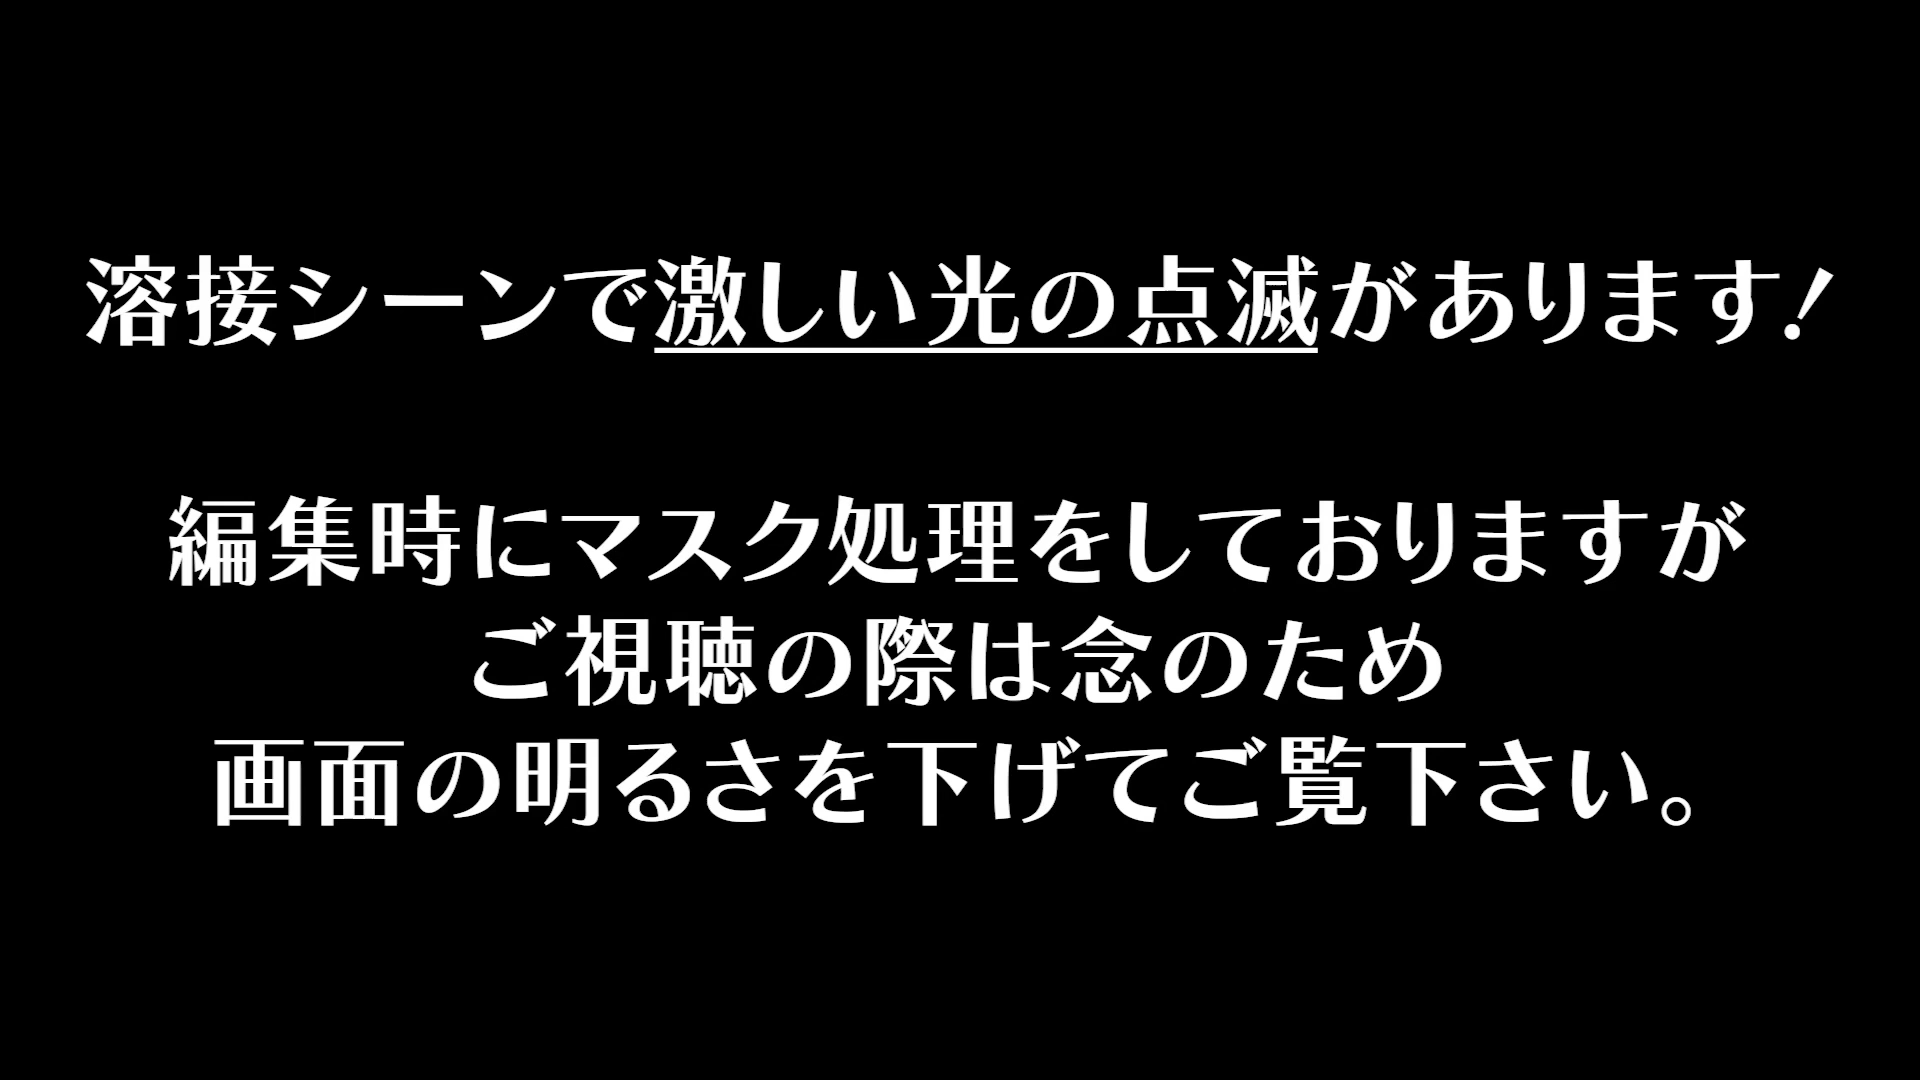 溶接シーンで激しい光の点滅があります！
編集時にマスク処理をしておりますが
ご視聴の際は念のため
画面の明るさを下げてご覧下さい。